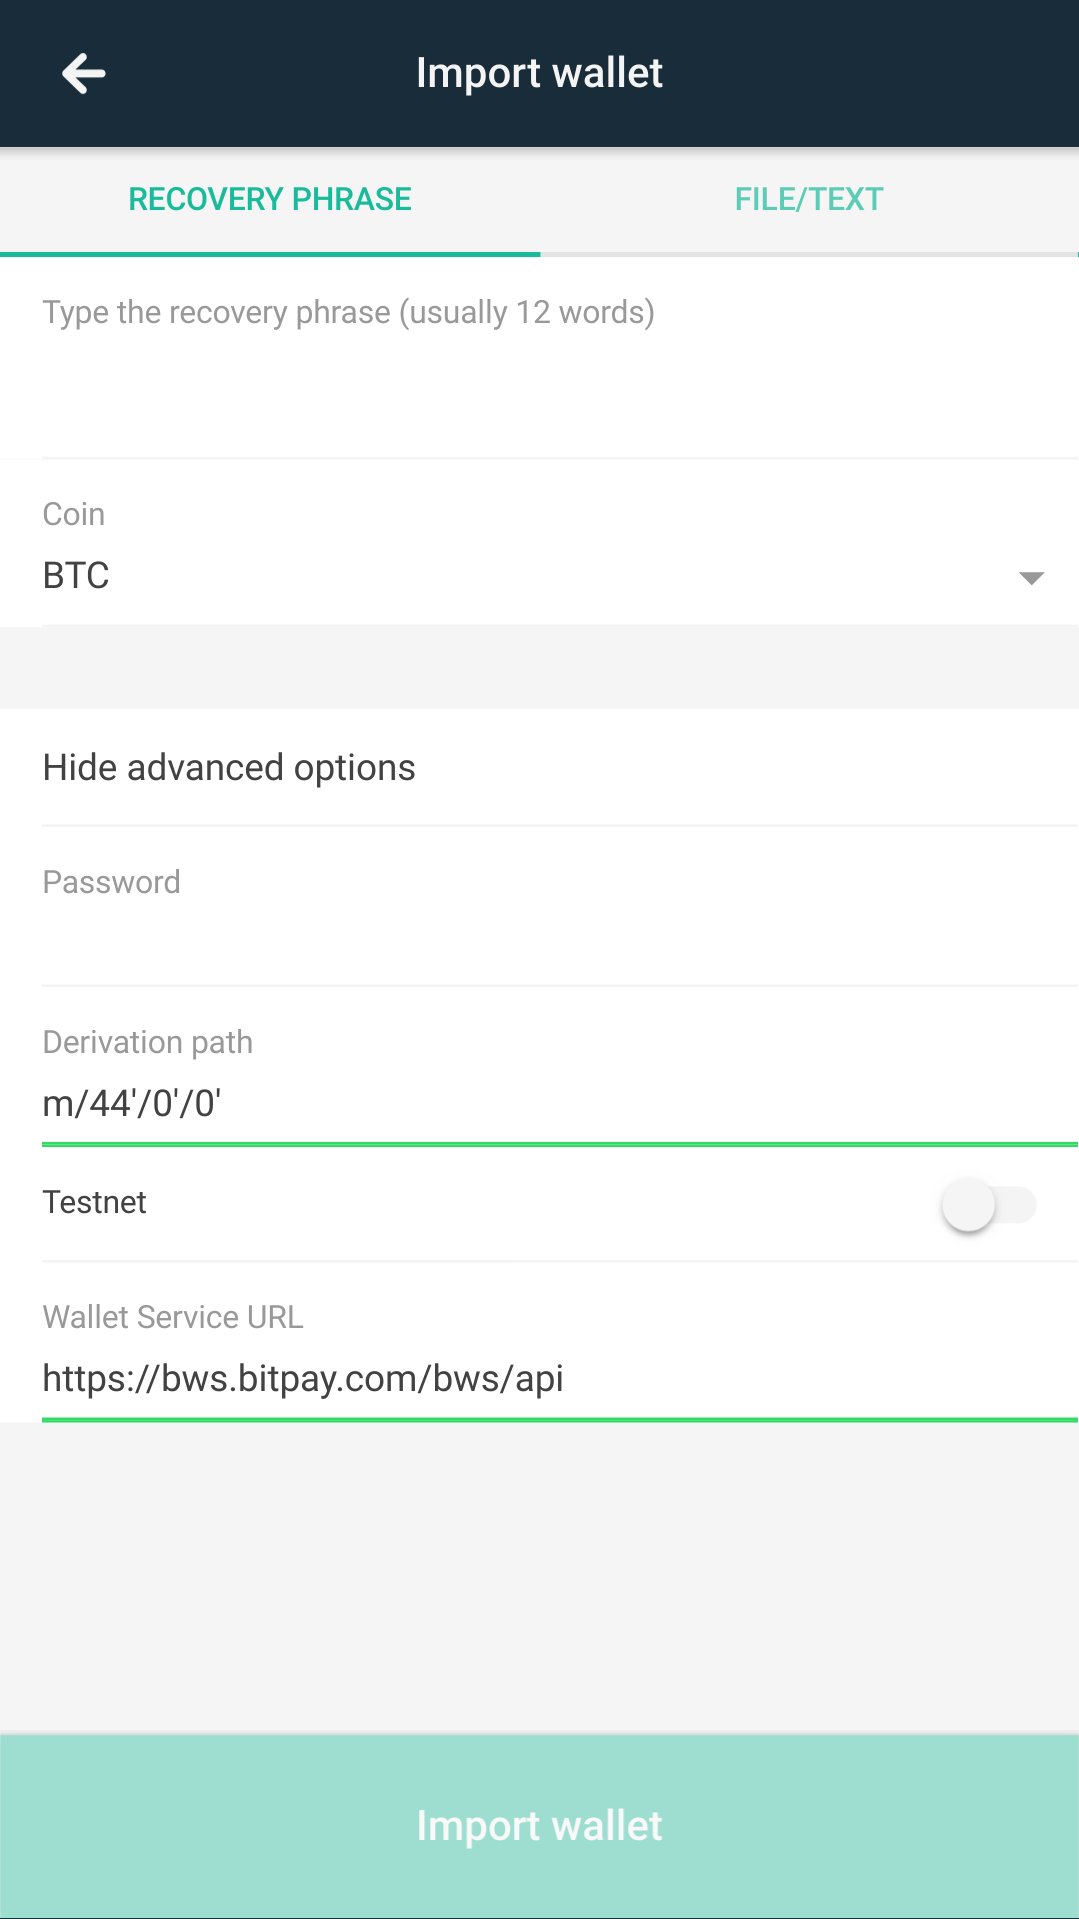 Import wallet
RECOVERY PHRASE
FILE/TEXT
Type the recovery phrase (usually 12 words)
Coin
BTC
Hide advanced options
Password
Derivation path
m/44'/0'/0'
Testnet
Wallet Service URL
https://bws.bitpay.com/bws/api
Import wallet